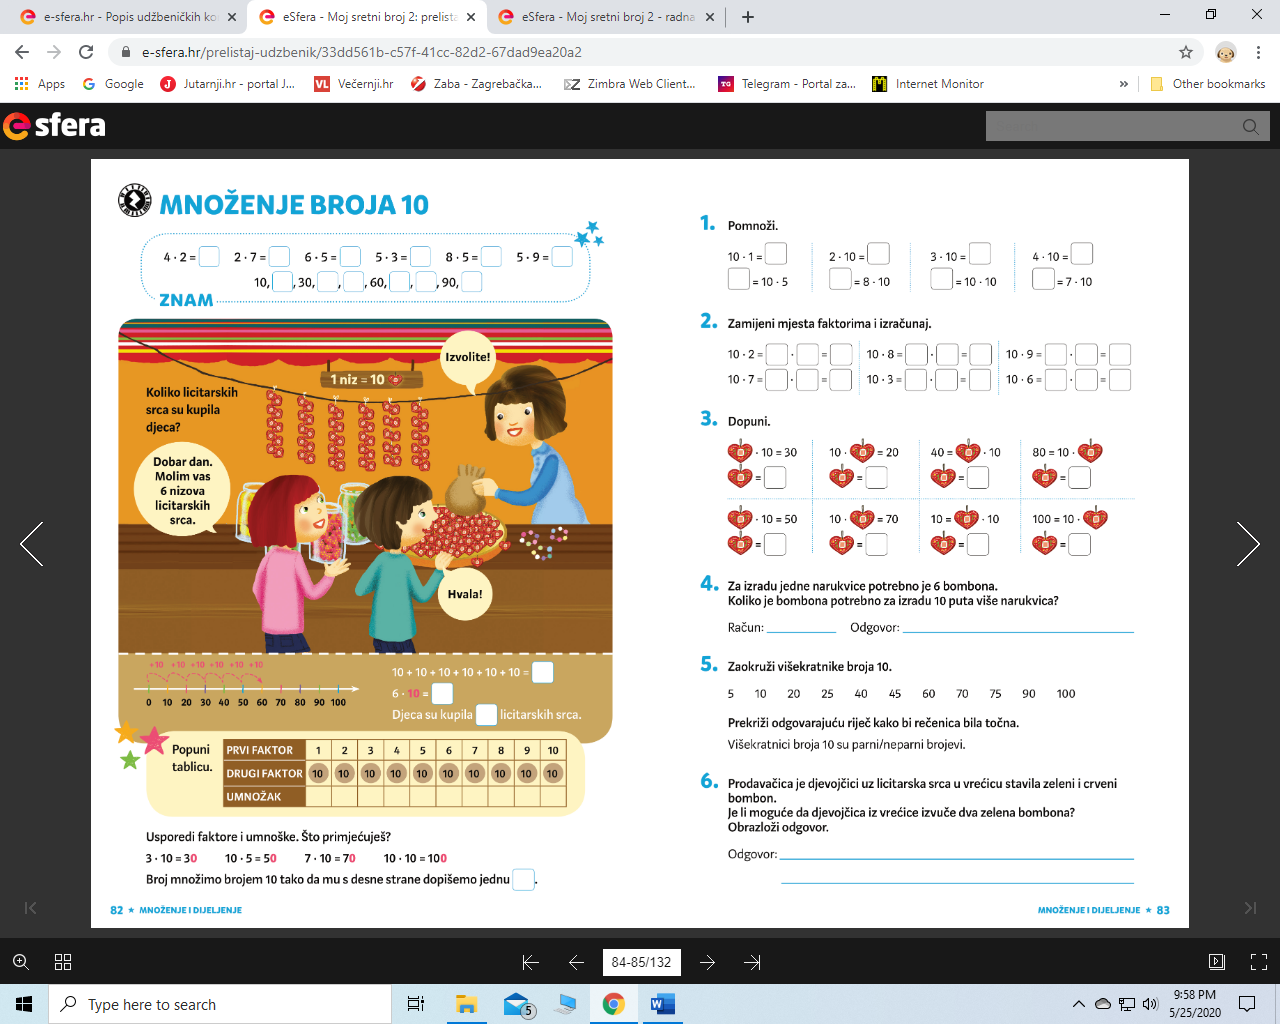 e-sfera.hr - Popis udžbeničkih ko
eSfera - Moj sretni broj 2: prelista
eSfera - Moj sretni broj 2 - radna
e-sfera.hr/prelistaj-udzbenik/33dd561b-c57f-41cc-82d2-67dad9ea20a2
Apps
Google
Jutarnji.hr - portal J...
Večernji.hr
Zaba - Zagrebačka...
Zimbra Web Client...
Telegram - Portal za...
Internet Monitor
Other bookmarks
e sfera
MNOŽENJE BROJA 10
4 · 2 = 2 · 7 = 6 · 5 = 5 · 3 = 8 · 5 = 5 · 9 =
10, , 30, , , 60, , , 90,
ZNAM
Izvolite!
1 niz = 10
Koliko licitarskih
srca su kupila
djeca?
Dobar dan.
Molim vas
6 nizova
licitarskih
srca.
Hvala!
+10 +10 +10 +10 +10 +10
0 10 20 30 40 50 60 70 80 90 100
10 + 10 + 10 + 10 + 10 + 10 =
6 · 10 =
Djeca su kupila licitarskih srca.
Popuni
tablicu.
PRVI FAKTOR 1 2 3 4 5 6 7 8 9 10
DRUGI FAKTOR 10 10 10 10 10 10 10 10 10 10
UMNOŽAK
Usporedi faktore i umnoške. Što primjećuješ?
3 · 10 = 30 10 · 5 = 50 7 · 10 = 70 10 · 10 = 100
Broj množimo brojem 10 tako da mu s desne strane dopišemo jednu .
82 ★ MNOŽENJE I DIJELJENJE
1. Pomnoži.
10 · 1 = 2 · 10 = 3 · 10 = 4 · 10 =
= 10 · 5 = 8 · 10 = 10 · 10 = 7 · 10
2. Zamijeni mjesta faktorima i izračunaj.
10 · 2 = · = 10 · 8 = · = 10 · 9 = · =
10 · 7 = · = 10 · 3 = · = 10 · 6 = · =
3. Dopuni.
· 10 = 30 10 · = 20 40 = · 10 80 = 10 ·
= = = =
· 10 = 50 10 · = 70 10 = · 10 100 = 10 ·
= = = =
4. Za izradu jedne narukvice potrebno je 6 bombona.
Koliko je bombona potrebno za izradu 10 puta više narukvica?
Račun: Odgovor:
5. Zaokruži višekratnike broja 10.
5 10 20 25 40 45 60 70 75 90 100
Prekriži odgovarajuću riječ kako bi rečenica bila točna.
Višekratnici broja 10 su parni/neparni brojevi.
6. Prodavačica je djevojčici uz licitarska srca u vrećicu stavila zeleni i crveni
bombon.
Je li moguće da djevojčica iz vrećice izvuče dva zelena bombona?
Obrazloži odgovor.
Odgovor:
MNOŽENJE I DIJELJENJE ★ 83
84-85/132
Type here to search
5
9:58 PM
5/25/2020